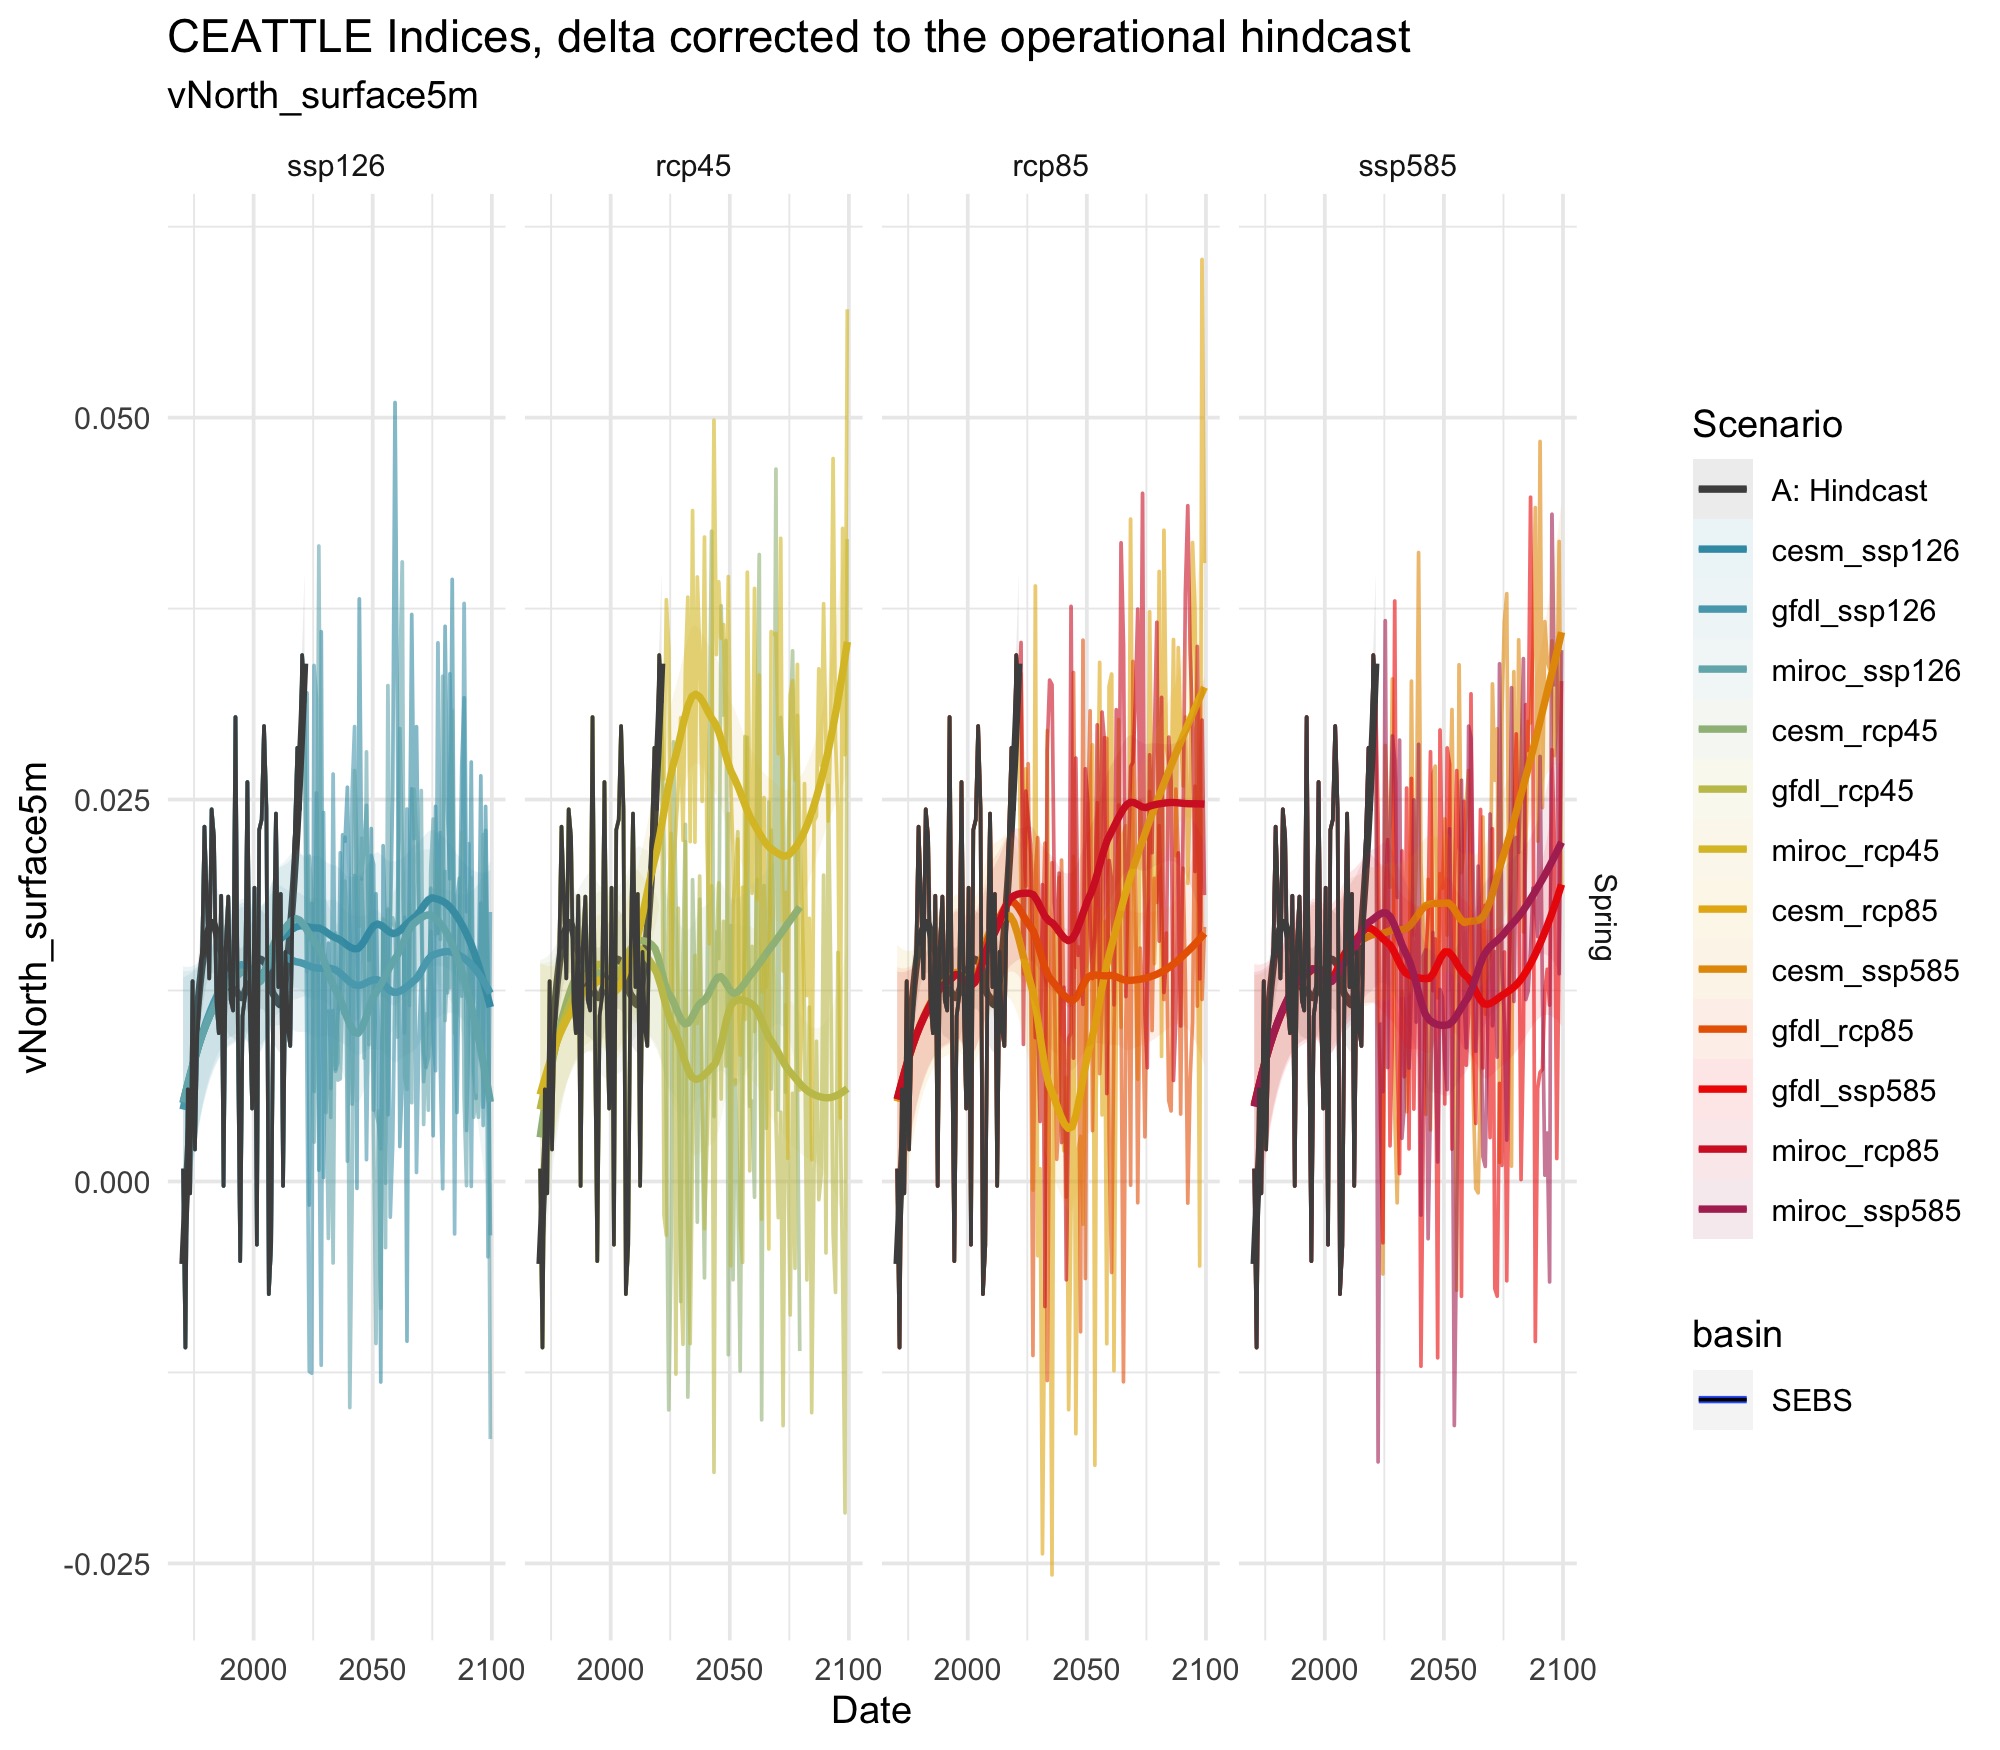 CEATTLE Indices, delta corrected to the operational hindcast
vNorth_surface5m
ssp126 rcp45 rcp85 ssp585
0.050
0.025
0.000
-0.025
vNorth_surface5m
Spring
2000 2050 2100 2000 2050 2100 2000 2050 2100 2000 2050 2100
Date
Scenario
A: Hindcast
cesm_ssp126
gfdl_ssp126
miroc_ssp126
cesm_rcp45
gfdl_rcp45
miroc_rcp45
cesm_rcp85
cesm_ssp585
gfdl_rcp85
gfdl_ssp585
miroc_rcp85
miroc_ssp585
basin
SEBS